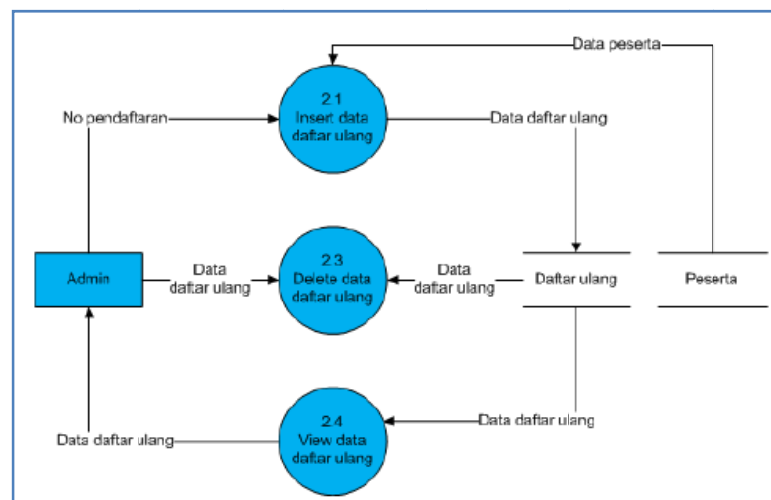 Data peserta
2.1
Insert data
daftar ulang
No pendaftaran
Data daftar ulang
Admin
Data
daftar ulang
2.3
Delete data
daftar ulang
Data
daftar ulang
Daftar ulang
Peserta
Data daftar ulang
2.4
View data
daftar ulang
Data daftar ulang